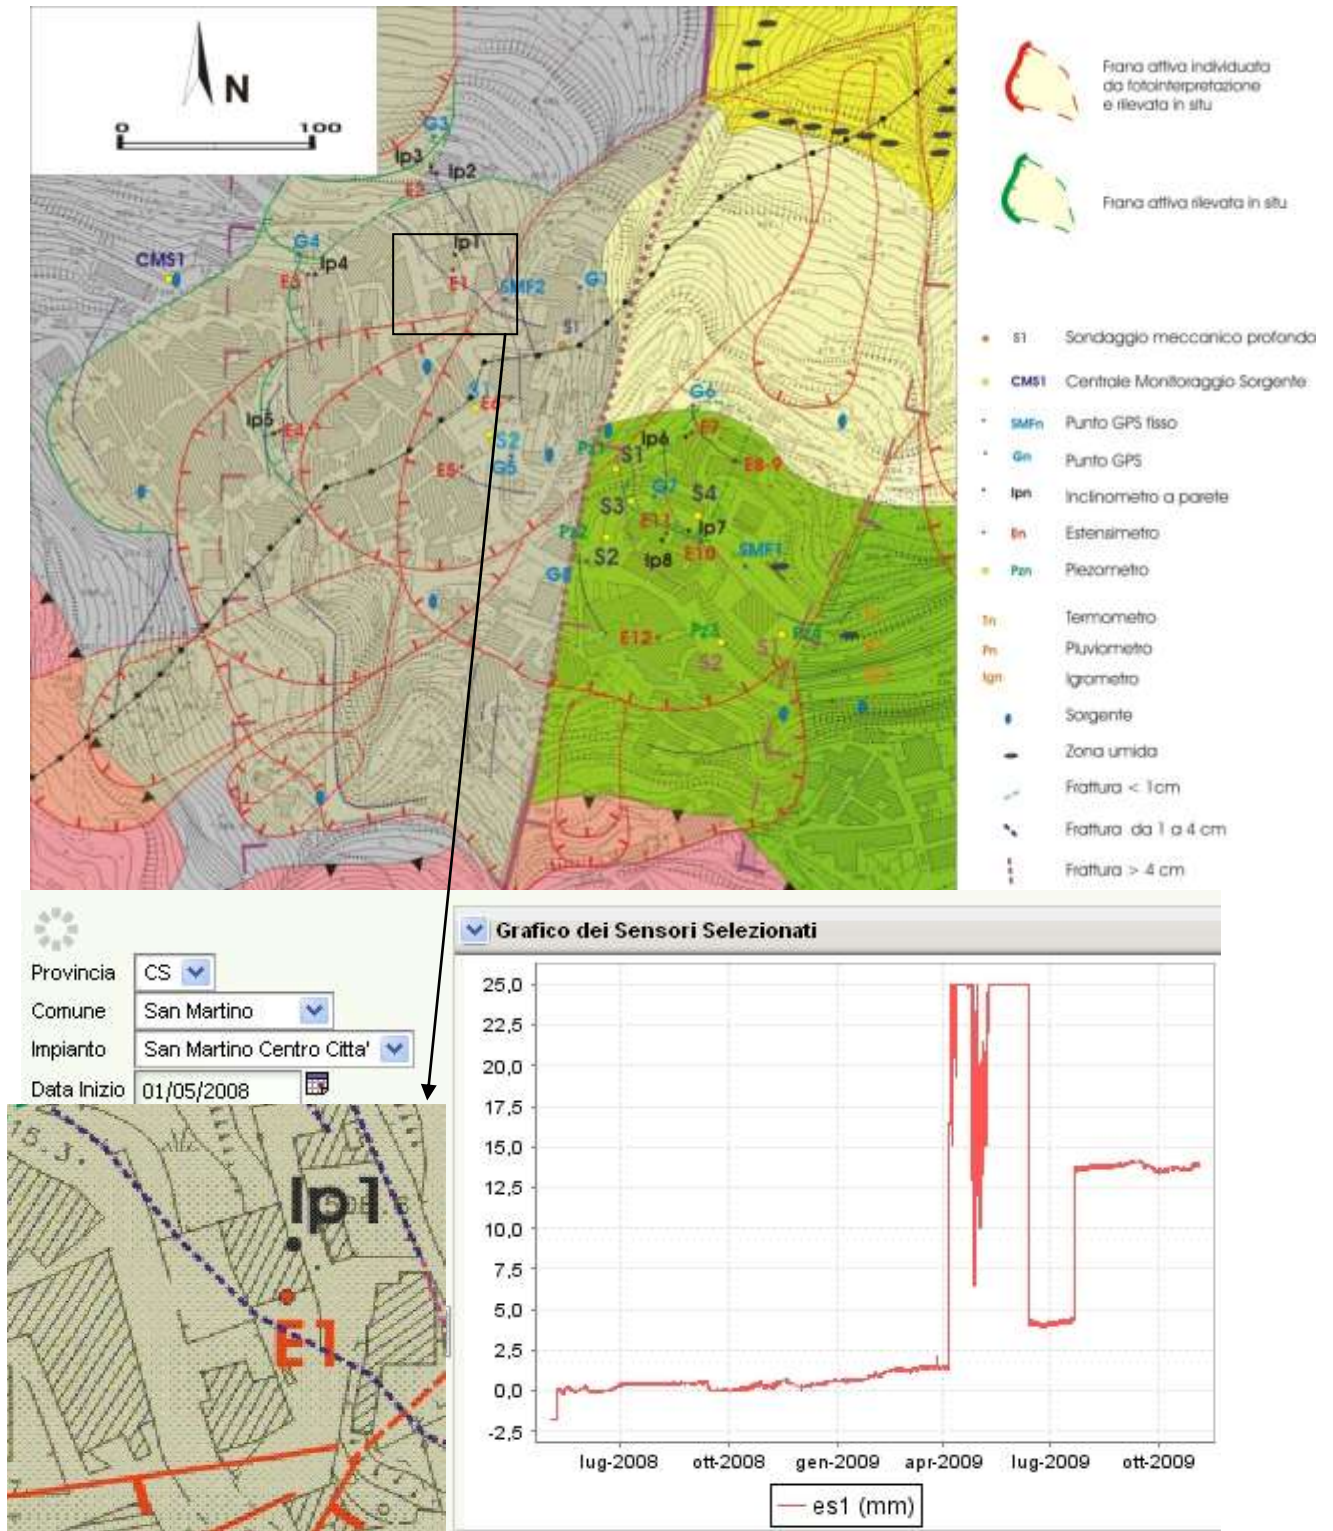 N
0 100
G3
Ip3
Ip2
E2
G4
Ip1
CMS1
Ip4
E3
E1
SMF2
G1
S1
S1
E6
G6
Ip5
E4
E7
S2
Pz1
Ip6
E5
G5
S1
E8-9
G7
S4
S3
E11
Ip7
Pz2
S2
E10
SMF1
Ip8
G8
E12
Pz3
Pz4
S2
S1
Frana attiva individuata
da fotointerpretazione
e rilevata in situ
Frana attiva rilevata in situ
S1 Sondaggio meccanico profondo
CMS1 Centrale Monitoraggio Sorgente
SMFn Punto GPS fisso
Gn Punto GPS
Ipn Inclinometro a parete
En Estensimetro
Pzn Piezometro
Tn Termometro
Pn Pluviometro
Ign Igrometro
Sorgente
Zona umida
Frattura < 1cm
Frattura da 1 a 4 cm
Frattura > 4 cm
Provincia CS
Comune San Martino
Impianto San Martino Centro Citta'
Data Inizio 01/05/2008
15.J.
Ip1
E1
Grafico dei Sensori Selezionati
25,0
22,5
20,0
17,5
15,0
12,5
10,0
7,5
5,0
2,5
0,0
-2,5
lug-2008 ott-2008 gen-2009 apr-2009 lug-2009 ott-2009
es1 (mm)